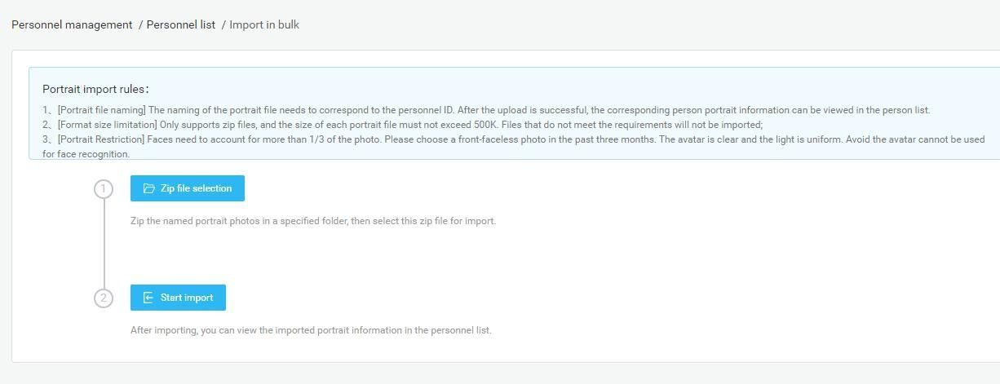 Personnel management / Personnel list / Import in bulk
Portrait import rules：
1、[Portrait file naming] The naming of the portrait file needs to correspond to the personnel ID. After the upload is successful, the corresponding person portrait information can be viewed in the person list.
2、[Format size limitation] Only supports zip files, and the size of each portrait file must not exceed 500K. Files that do not meet the requirements will not be imported;
3、[Portrait Restriction] Faces need to account for more than 1/3 of the photo. Please choose a front-faceless photo in the past three months. The avatar is clear and the light is uniform. Avoid the avatar cannot be used
for face recognition.
1 Zip file selection
Zip the named portrait photos in a specified folder, then select this zip file for import.
2 Start import
After importing, you can view the imported portrait information in the personnel list.